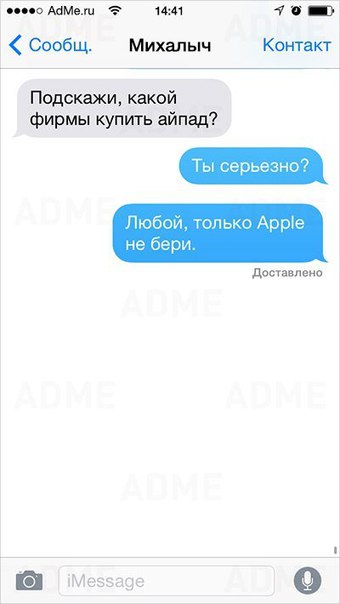 AdMe.ru 14:41
Сообщ. Михалыч Контакт
Подскажи, какой
фирмы купить айпад?
Ты серьезно?
Любой, только Apple
не бери.
Доставлено
ADME
ADME
ADME
ADME
ADME
ADME
iMessage